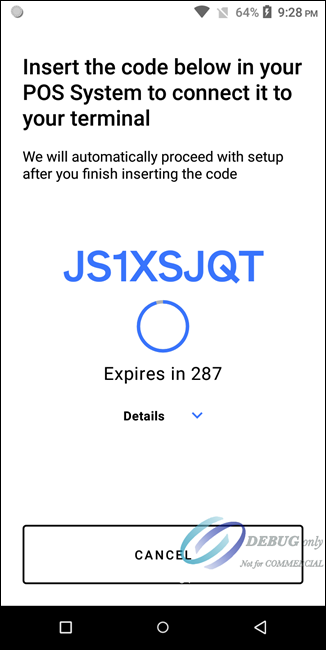 64% 9:28 PM
Insert the code below in your
POS System to connect it to
your terminal
We will automatically proceed with setup
after you finish inserting the code
JS1XSJQT
Expires in 287
Details
CANCEL
DEBUG only
Not for COMMERCIAL